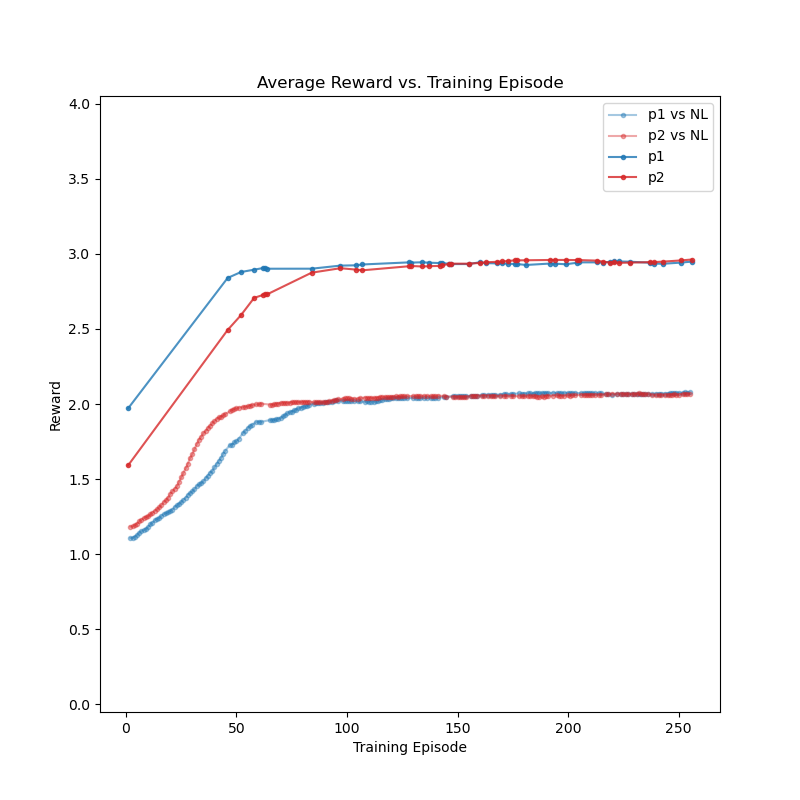 Average Reward vs. Training Episode
p1 vs NL
p2 vs NL
p1
p2
4.0
3.5
3.0
2.5
2.0
1.5
1.0
0.5
0.0
Reward
0 50 100 150 200 250
Training Episode